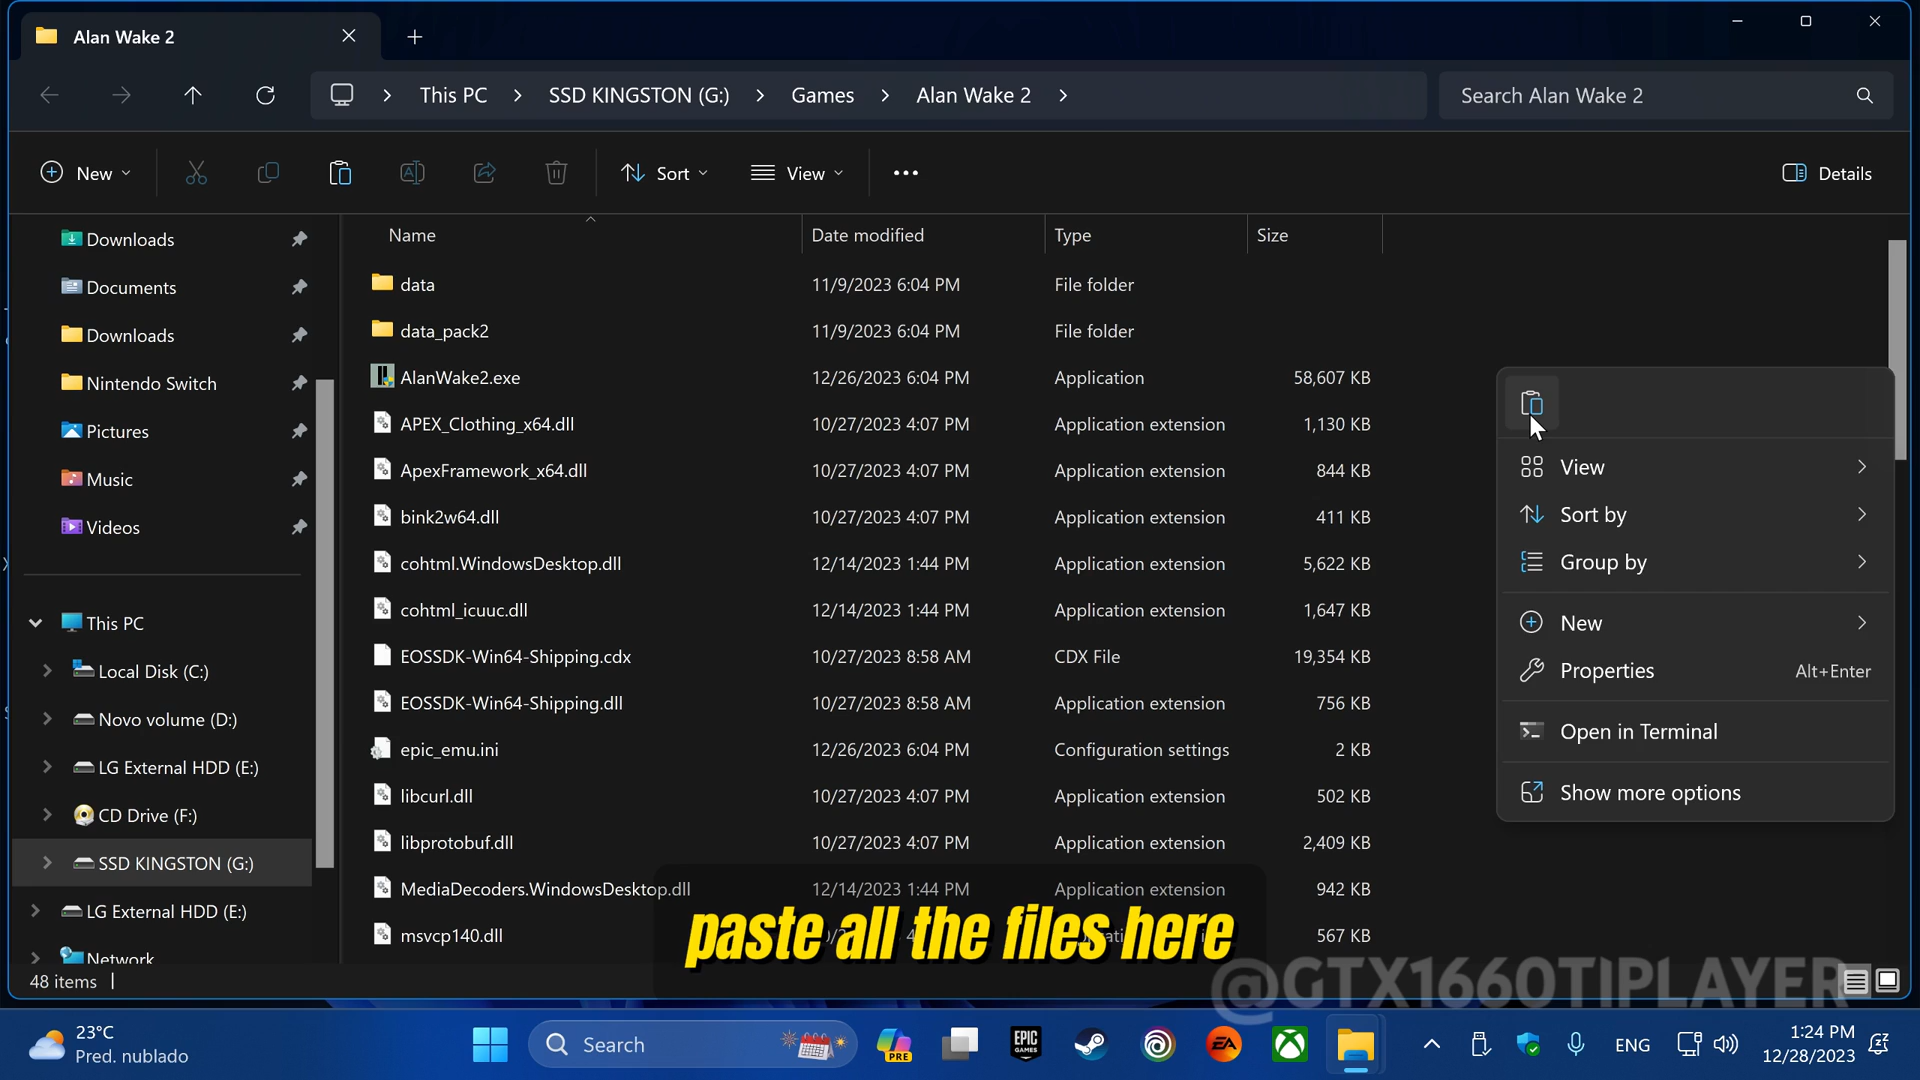 Alan Wake 2
This PC > SSD KINGSTON (G:) > Games > Alan Wake 2 >
Search Alan Wake 2
New
Sort
View
Details
Downloads
Documents
Downloads
Nintendo Switch
Pictures
Music
Videos
This PC
Local Disk (C:)
Novo volume (D:)
LG External HDD (E:)
CD Drive (F:)
SSD KINGSTON (G:)
LG External HDD (E:)
Network
Name Date modified Type Size
data 11/9/2023 6:04 PM File folder
data_pack2 11/9/2023 6:04 PM File folder
AlanWake2.exe 12/26/2023 6:04 PM Application 58,607 KB
APEX_Clothing_x64.dll 10/27/2023 4:07 PM Application extension 1,130 KB
ApexFramework_x64.dll 10/27/2023 4:07 PM Application extension 844 KB
bink2w64.dll 10/27/2023 4:07 PM Application extension 411 KB
cohtml.WindowsDesktop.dll 12/14/2023 1:44 PM Application extension 5,622 KB
cohtml_icuuc.dll 12/14/2023 1:44 PM Application extension 1,647 KB
EOSSDK-Win64-Shipping.cdx 10/27/2023 8:58 AM CDX File 19,354 KB
EOSSDK-Win64-Shipping.dll 10/27/2023 8:58 AM Application extension 756 KB
epic_emu.ini 12/26/2023 6:04 PM Configuration settings 2 KB
libcurl.dll 10/27/2023 4:07 PM Application extension 502 KB
libprotobuf.dll 10/27/2023 4:07 PM Application extension 2,409 KB
MediaDecoders.WindowsDesktop.dll 12/14/2023 1:44 PM Application extension 942 KB
msvcp140.dll 567 KB
View
Sort by
Group by
New
Properties Alt+Enter
Open in Terminal
Show more options
paste all the files here
@GTX1660TIPLAYER
48 items
23°C
Pred. nublado
Search
PRE
EPIC GAMES
EA
ENG
1:24 PM
12/28/2023